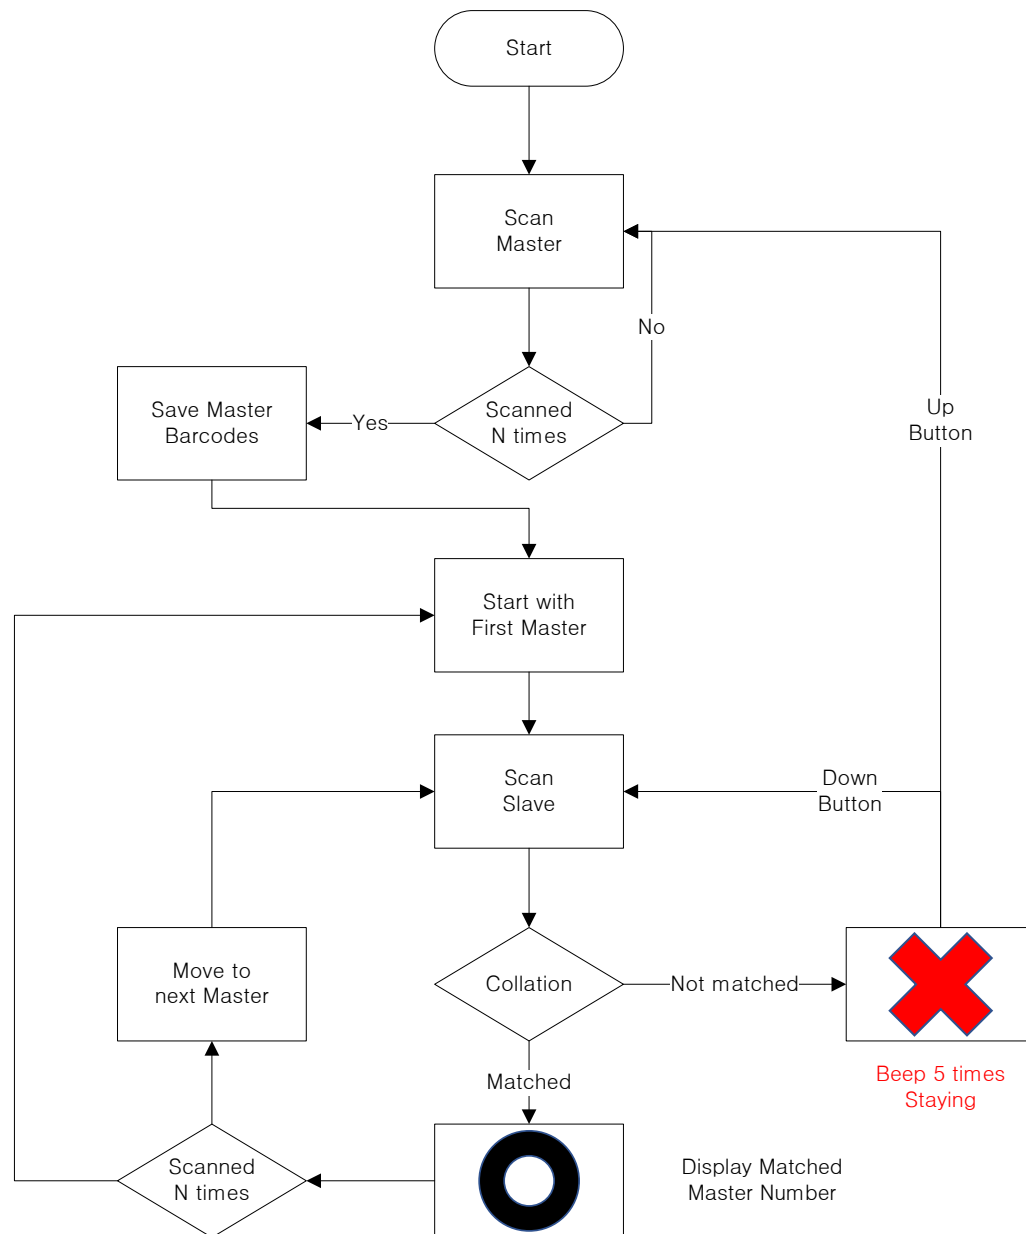 Start
Scan
Master
No
Scanned
N times
Yes
Save Master
Barcodes
Up
Button
Start with
First Master
Scan
Slave
Down
Button
Move to
next Master
Collation
Not matched
Matched
Beep 5 times
Staying
Scanned
N times
Display Matched
Master Number